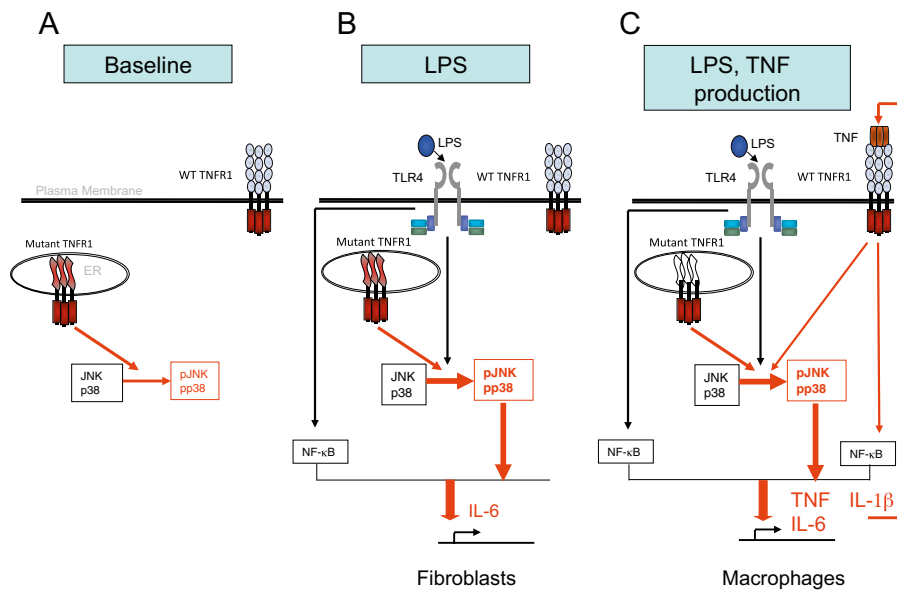 A
Baseline
WT TNFR1
Plasma Membrane
Mutant TNFR1
ER
JNK
p38
pJNK
pp38
B
LPS
LPS
TLR4
WT TNFR1
Mutant TNFR1
JNK
p38
pJNK
pp38
NF-κB
IL-6
Fibroblasts
C
LPS, TNF
production
TNF
LPS
TLR4
WT TNFR1
Mutant TNFR1
JNK
p38
pJNK
pp38
NF-κB
NF-κB
TNF
IL-6
IL-1β
Macrophages